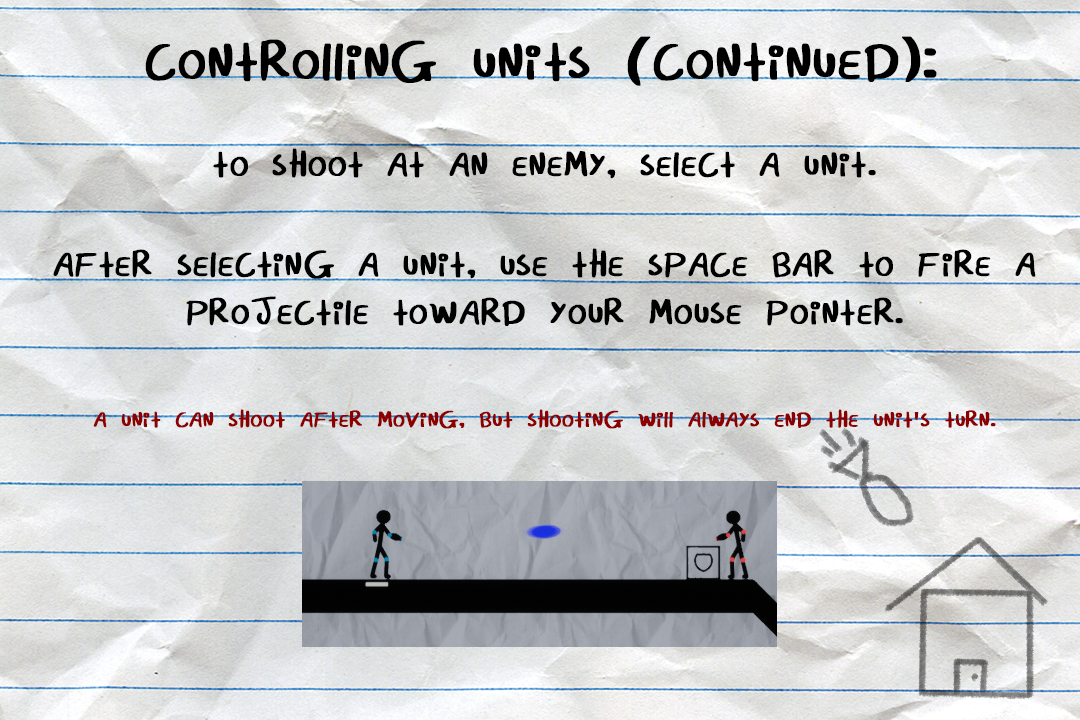 CONTROLLING UNITS (CONTINUED):
TO SHOOT AT AN ENEMY, SELECT A UNIT.
AFTER SELECTING A UNIT, USE THE SPACE BAR TO FIRE A
PROJECTILE TOWARD YOUR MOUSE POINTER.
A UNIT CAN SHOOT AFTER MOVING, BUT SHOOTING WILL ALWAYS END THE UNIT'S TURN.